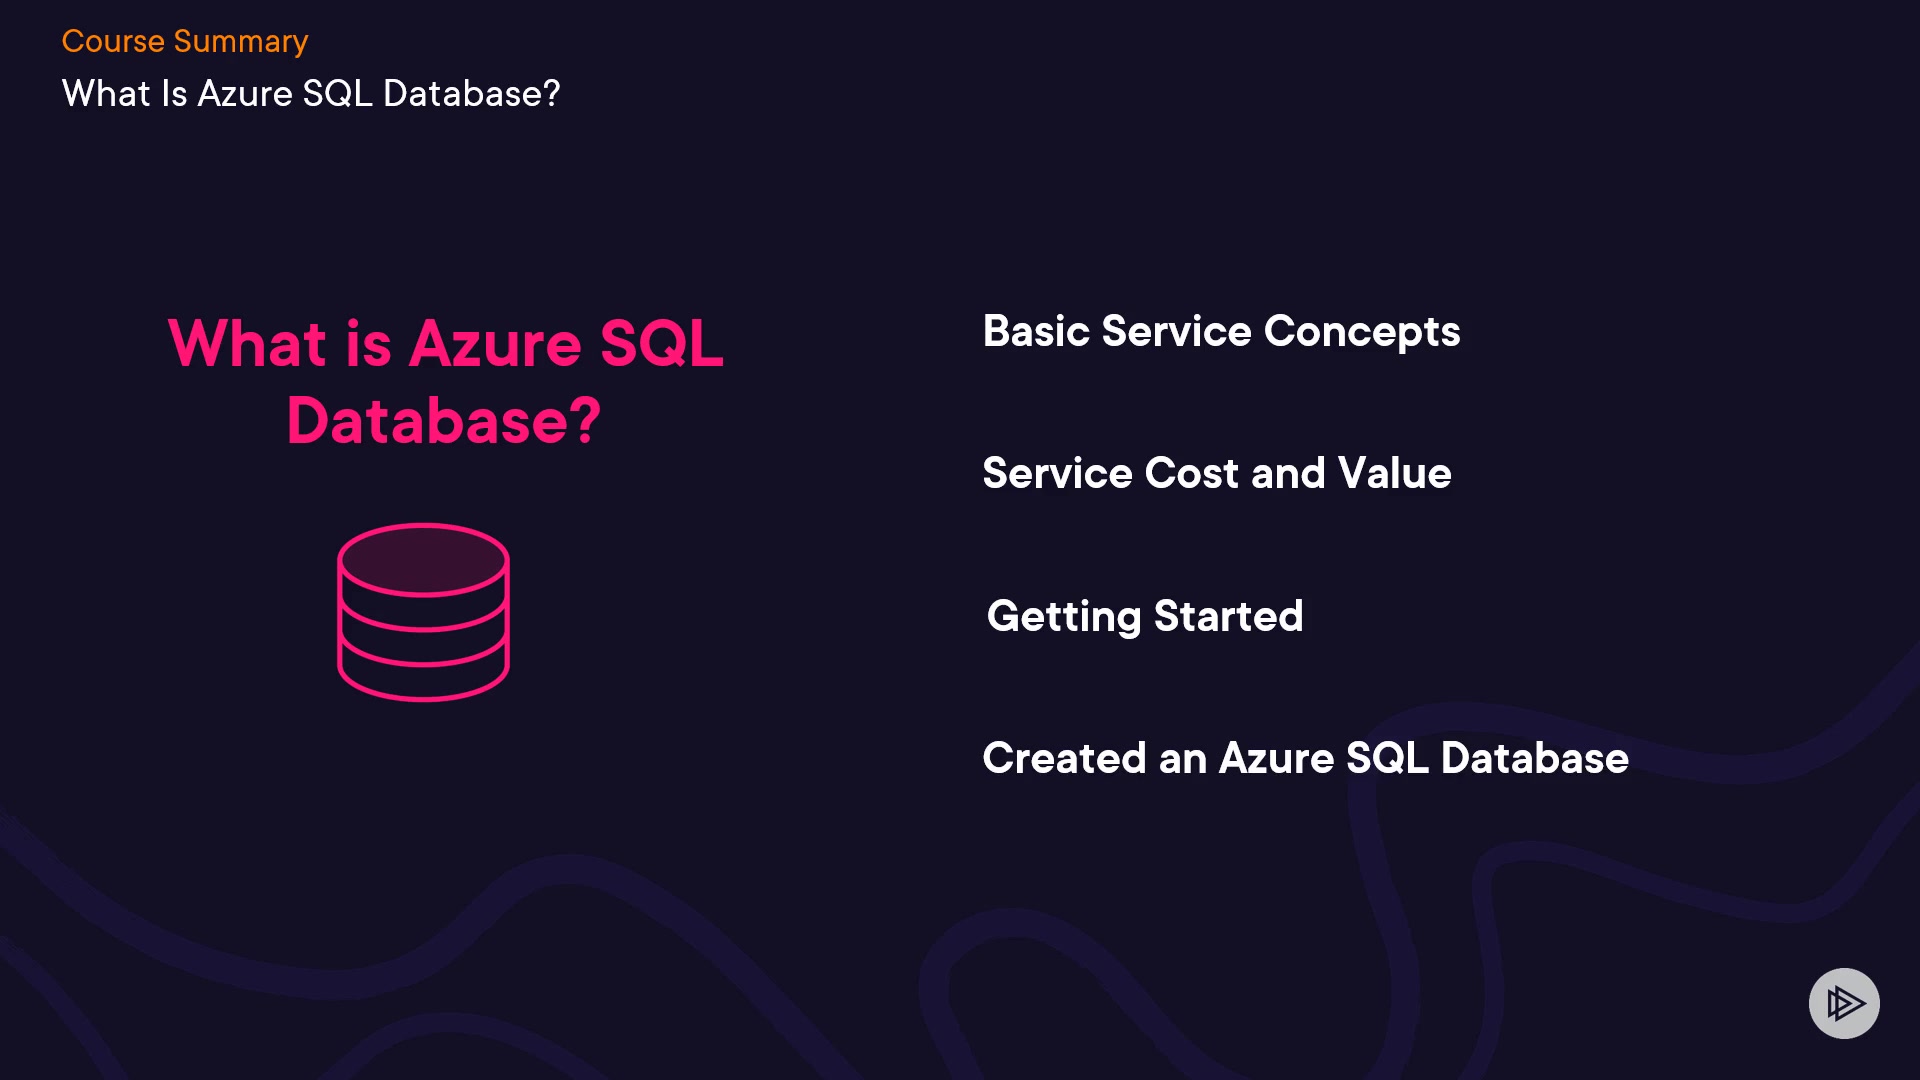 Course Summary
What Is Azure SQL Database?
What is Azure SQL
Database?
Basic Service Concepts
Service Cost and Value
Getting Started
Created an Azure SQL Database